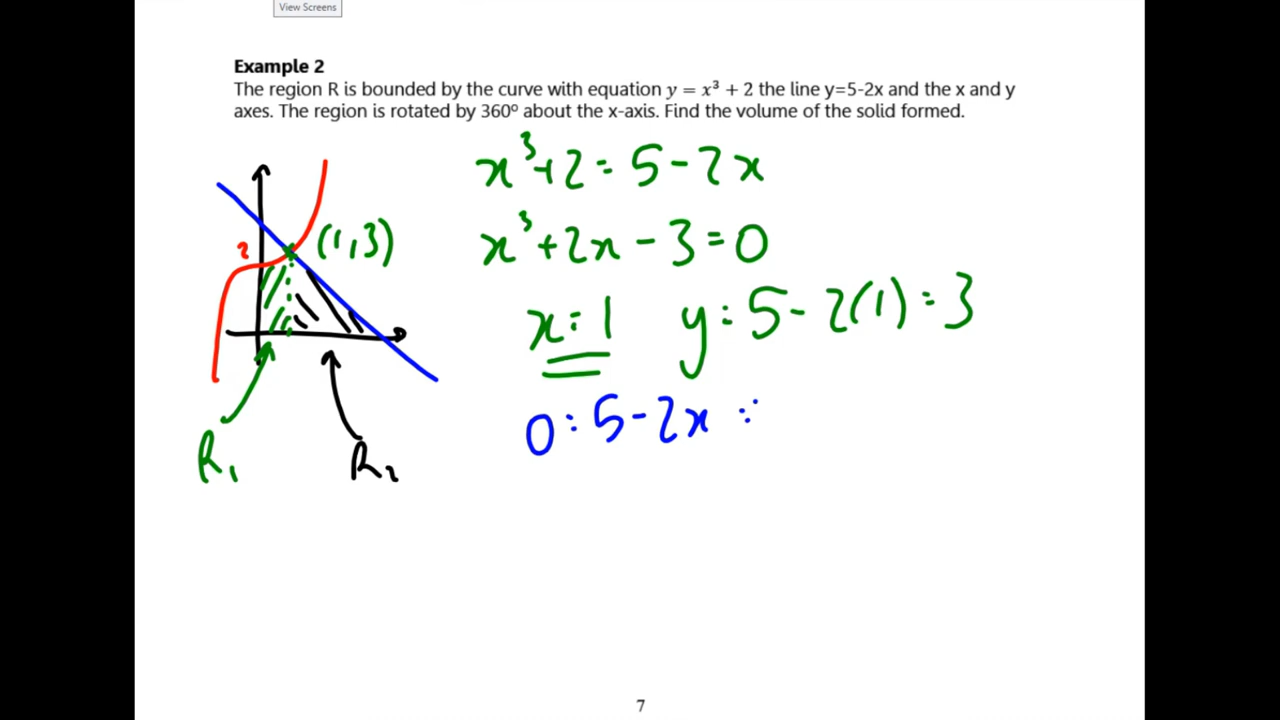 View Screens
Example 2
The region R is bounded by the curve with equation y = x³ + 2 the line y=5-2x and the x and y
axes. The region is rotated by 360º about the x-axis. Find the volume of the solid formed.
x³+2=5-2x
x³+2x-3=0
x=1 y=5-2(1)=3
0=5-2x
2
(1,3)
R₁
R₂
7